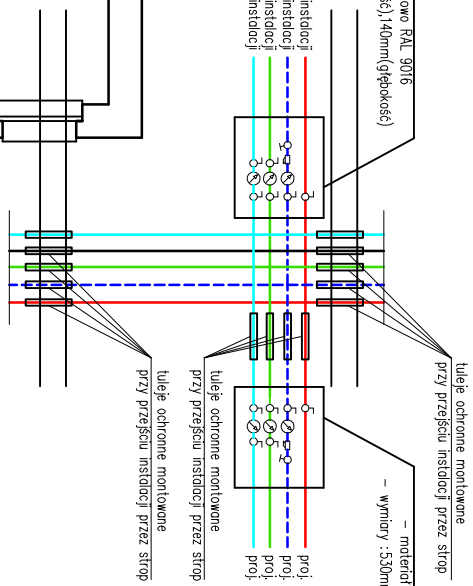 tuleje ochronne montowane
przy przejściu instalacji przez strop
owo RAL 9016
ść),140mm(głębokość)
- materiał
- wymiary :530m
instalacji
instalacji
instalacji
instalacji
proj.
proj.
proj.
proj.
tuleje ochronne montowane
przy przejściu instalacji przez strop
tuleje ochronne montowane
przy przejściu instalacji przez strop